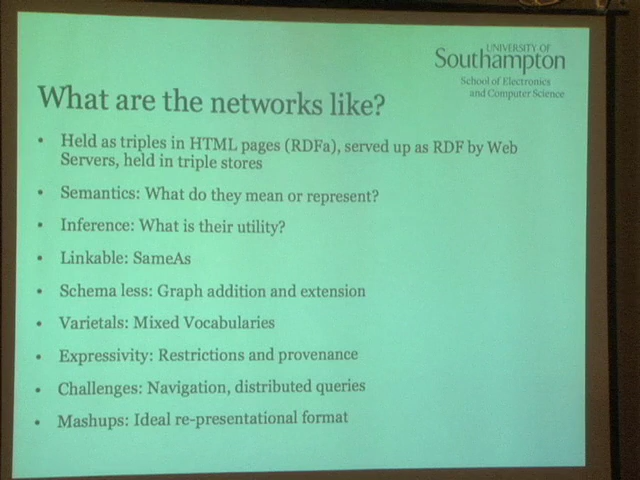 UNIVERSITY OF
Southampton
School of Electronics
and Computer Science
What are the networks like?
• Held as triples in HTML pages (RDFa), served up as RDF by Web
Servers, held in triple stores
• Semantics: What do they mean or represent?
• Inference: What is their utility?
• Linkable: SameAs
• Schema less: Graph addition and extension
• Varietals: Mixed Vocabularies
• Expressivity: Restrictions and provenance
• Challenges: Navigation, distributed queries
• Mashups: Ideal re-presentational format